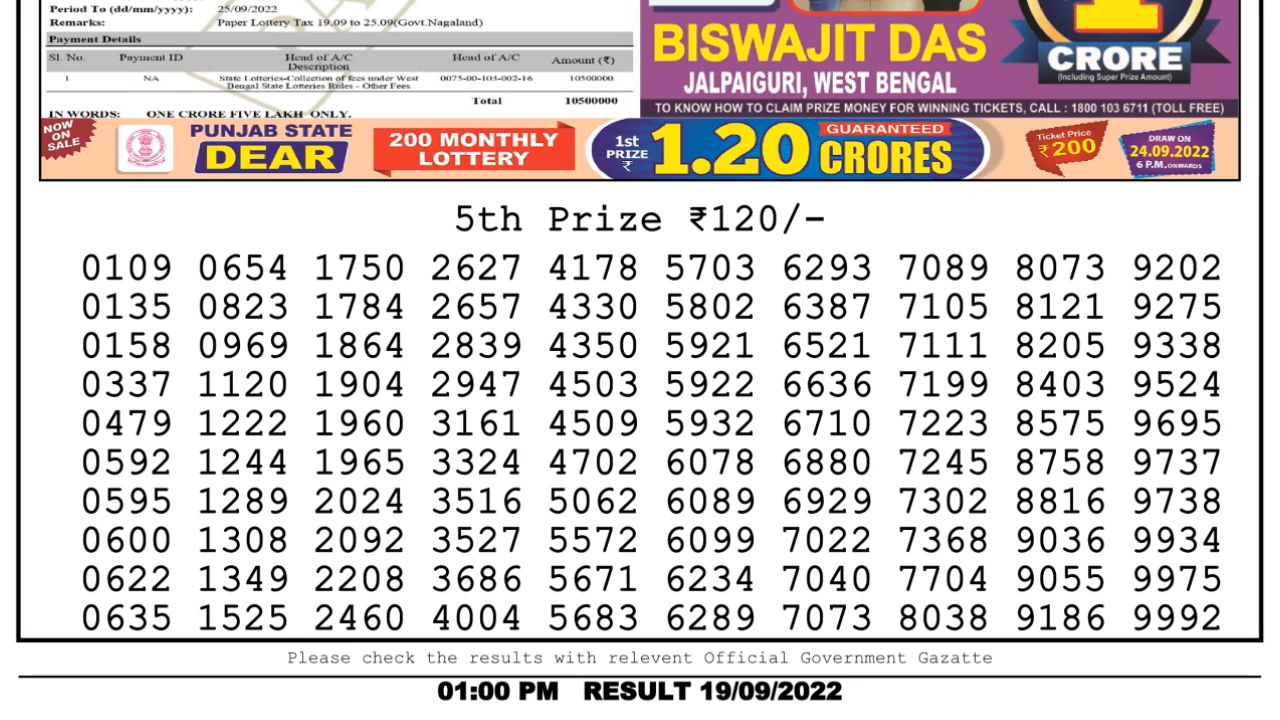 Period To (dd/mm/yyyy): 25/09/2022
Remarks: Paper Lottery Tax 19.09 to 25.09(Govt.Nagaland)
Payment Details
Sl. No. Payment ID Head of A/C Description Head of A/C Amount (₹)
1 NA State Lotteries-Collection of fees under West Bengal State Lotteries Rules - Other Fees 0075-00-103-002-16 10500000
Total 10500000
IN WORDS: ONE CRORE FIVE LAKH ONLY.
BISWAJIT DAS
JALPAIGURI, WEST BENGAL
1
CRORE
(Including Super Prize Amount)
TO KNOW HOW TO CLAIM PRIZE MONEY FOR WINNING TICKETS, CALL : 1800 103 6711 (TOLL FREE)
NOW ON SALE
PUNJAB STATE
DEAR
200 MONTHLY
LOTTERY
1st PRIZE ₹
1.20
GUARANTEED
CRORES
Ticket Price
₹200
DRAW ON
24.09.2022
6 P.M. ONWARDS
5th Prize ₹120/-
0109 0654 1750 2627 4178 5703 6293 7089 8073 9202
0135 0823 1784 2657 4330 5802 6387 7105 8121 9275
0158 0969 1864 2839 4350 5921 6521 7111 8205 9338
0337 1120 1904 2947 4503 5922 6636 7199 8403 9524
0479 1222 1960 3161 4509 5932 6710 7223 8575 9695
0592 1244 1965 3324 4702 6078 6880 7245 8758 9737
0595 1289 2024 3516 5062 6089 6929 7302 8816 9738
0600 1308 2092 3527 5572 6099 7022 7368 9036 9934
0622 1349 2208 3686 5671 6234 7040 7704 9055 9975
0635 1525 2460 4004 5683 6289 7073 8038 9186 9992
Please check the results with relevent Official Government Gazatte
01:00 PM RESULT 19/09/2022